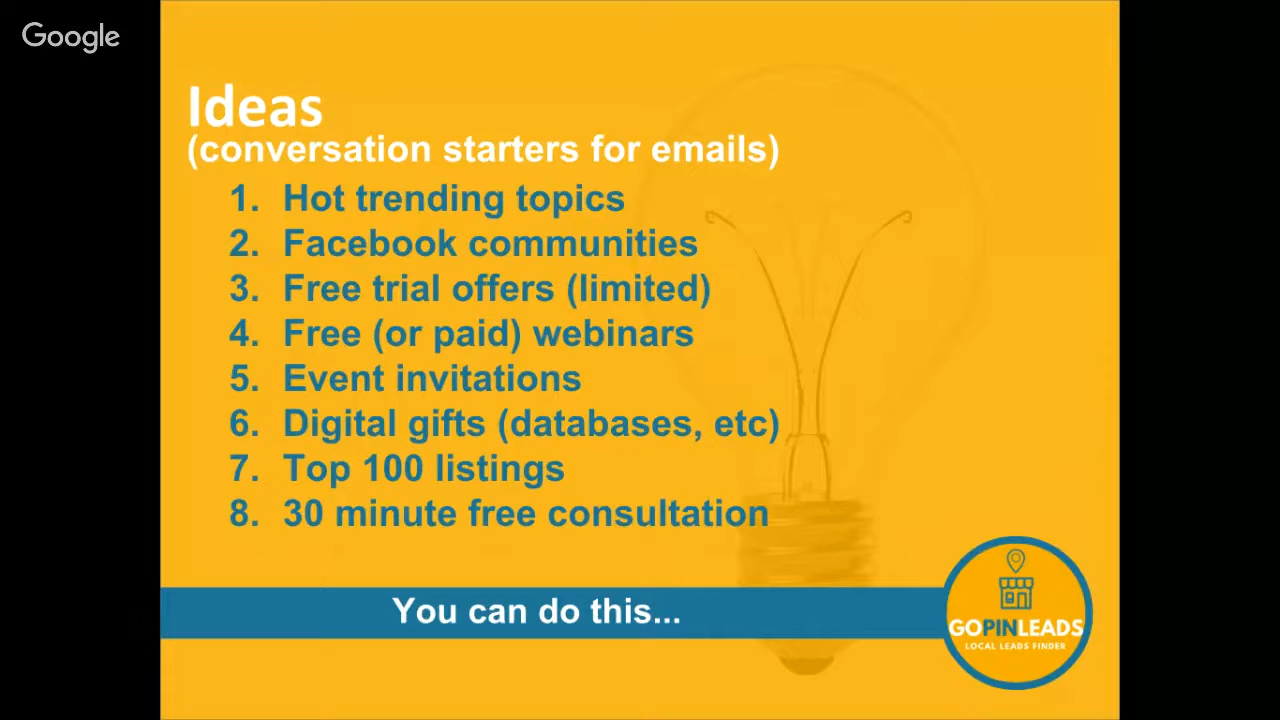 Google
Ideas
(conversation starters for emails)
1. Hot trending topics
2. Facebook communities
3. Free trial offers (limited)
4. Free (or paid) webinars
5. Event invitations
6. Digital gifts (databases, etc)
7. Top 100 listings
8. 30 minute free consultation
You can do this...
GOPINLEADS
LOCAL LEADS FINDER